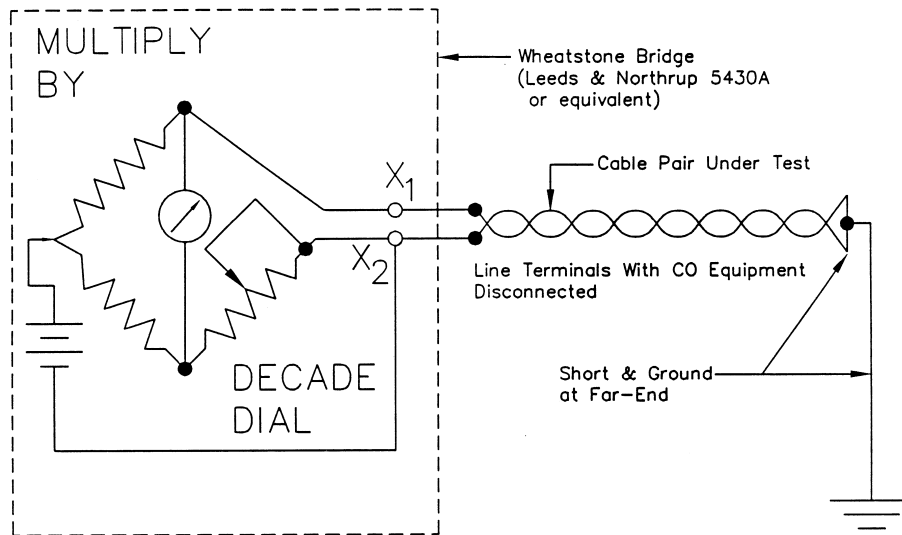 MULTIPLY
BY
Wheatstone Bridge
(Leeds & Northrup 5430A
or equivalent)
X1
Cable Pair Under Test
X2
Line Terminals With CO Equipment
Disconnected
DECADE
DIAL
Short & Ground
at Far-End